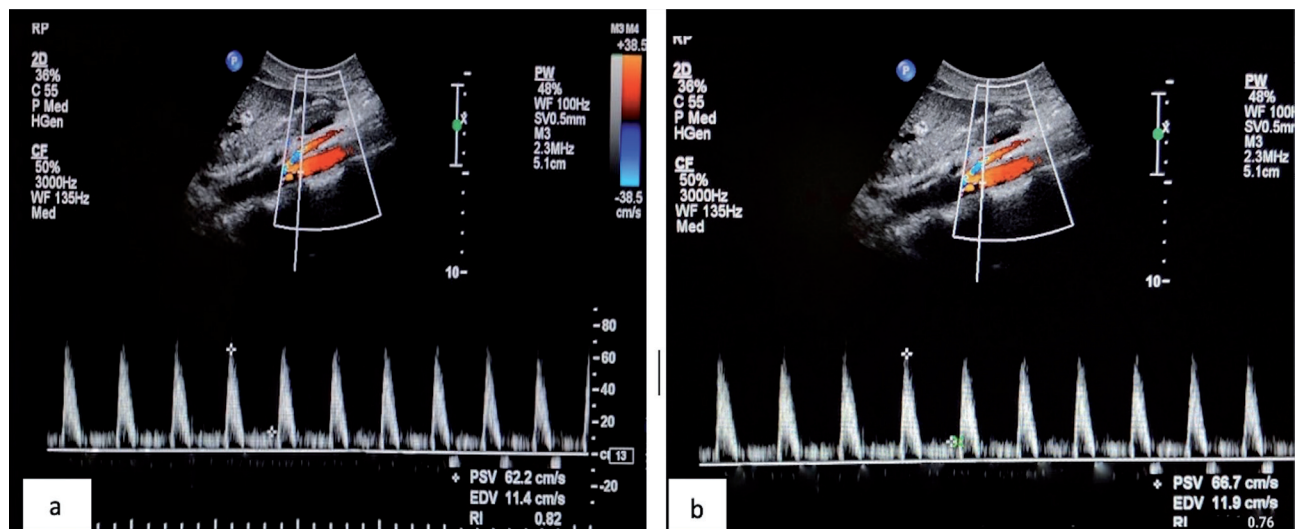 RP
2D
36%
C 55
P Med
HGen
CF
50%
3000Hz
WF 135Hz
Med
P
PW
48%
WF 100Hz
SV0.5mm
M3
2.3MHz
5.1cm
M3 M4
+38.5
-38.5
cm/s
x
10
80
60
40
20
13
-20
PSV 62.2 cm/s
EDV 11.4 cm/s
RI 0.82
a
RP
2D
36%
C 55
P Med
HGen
CF
50%
3000Hz
WF 135Hz
Med
P
PW
48%
WF 100Hz
SV0.5mm
M3
2.3MHz
5.1cm
x
10
PSV 66.7 cm/s
EDV 11.9 cm/s
RI 0.76
b